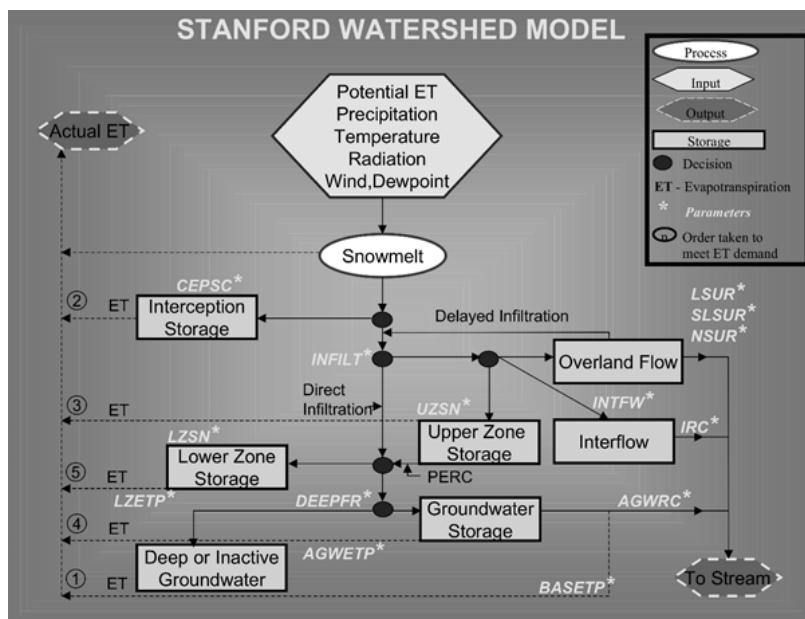 STANFORD WATERSHED MODEL
Process
Input
Output
Storage
Decision
ET - Evapotranspiration
* Parameters
n Order taken to
meet ET demand
Potential ET
Precipitation
Temperature
Radiation
Wind,Dewpoint
Actual ET
Snowmelt
CEPSC*
② ET
Interception
Storage
Delayed Infiltration
LSUR*
SLSUR*
NSUR*
INFILT*
Overland Flow
Direct
Infiltration
③ ET
UZSN*
INTFW*
Upper Zone
Storage
Interflow
IRC*
LZSN*
Lower Zone
Storage
PERC
⑤ ET
LZETP*
DEEPFR*
Groundwater
Storage
AGWRC*
④ ET
AGWETP*
Deep or Inactive
Groundwater
To Stream
① ET
BASETP*